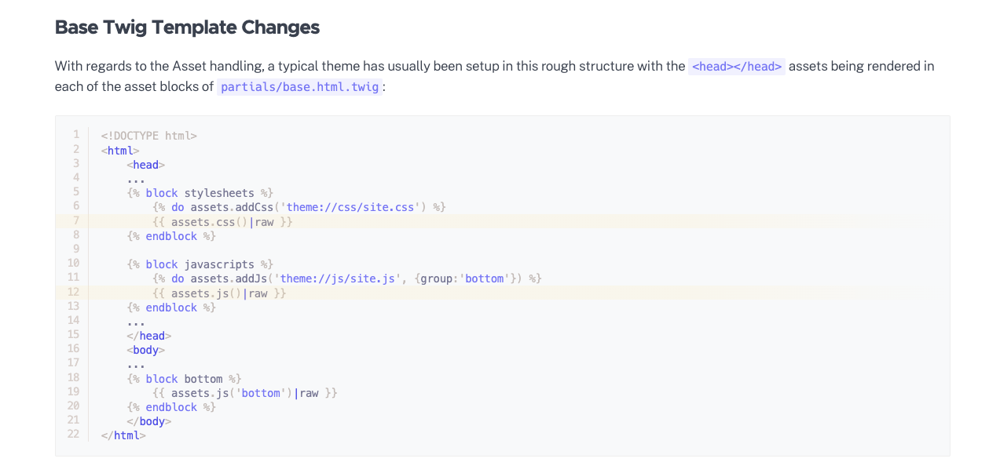 Base Twig Template Changes
With regards to the Asset handling, a typical theme has usually been setup in this rough structure with the <head></head> assets being rendered in
each of the asset blocks of partials/base.html.twig:
1 <!DOCTYPE html>
2 <html>
3     <head>
4     ...
5     {% block stylesheets %}
6         {% do assets.addCss('theme://css/site.css') %}
7         {{ assets.css()|raw }}
8     {% endblock %}
9
10     {% block javascripts %}
11         {% do assets.addJs('theme://js/site.js', {group:'bottom'}) %}
12         {{ assets.js()|raw }}
13     {% endblock %}
14     ...
15     </head>
16     <body>
17     ...
18     {% block bottom %}
19         {{ assets.js('bottom')|raw }}
20     {% endblock %}
21     </body>
22 </html>